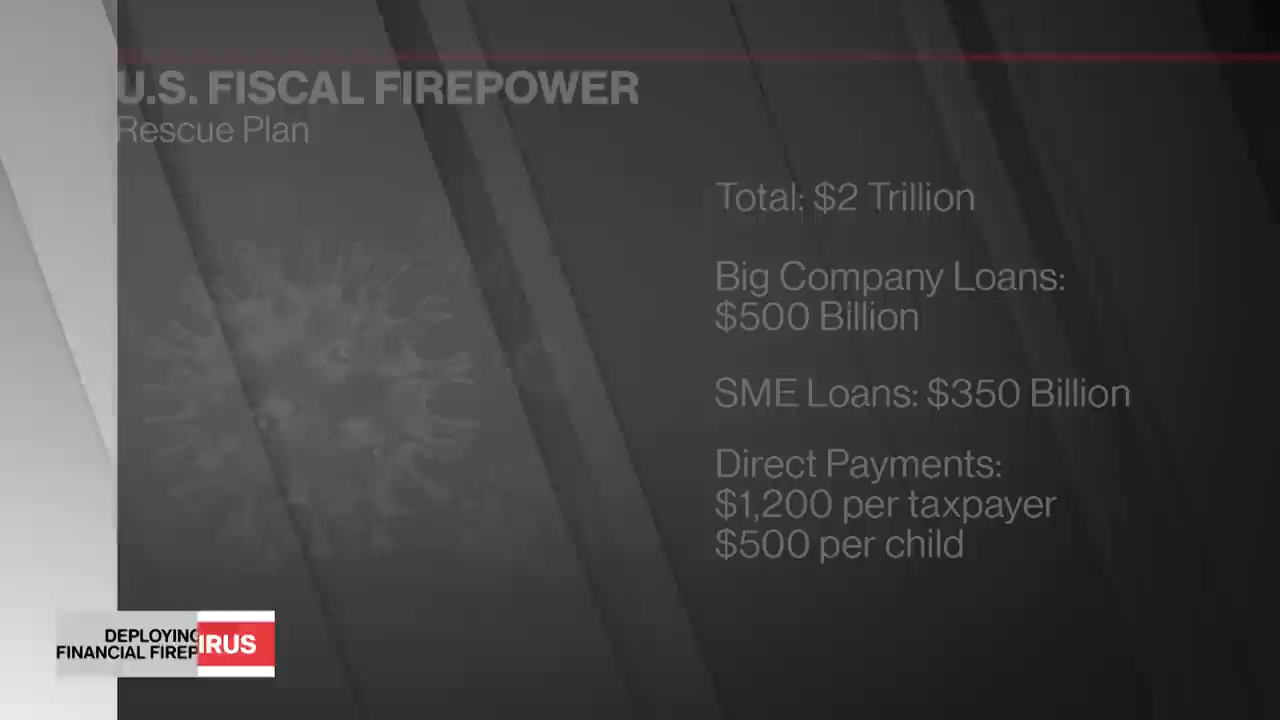 U.S. FISCAL FIREPOWER
Rescue Plan
Total: $2 Trillion
Big Company Loans:
$500 Billion
SME Loans: $350 Billion
Direct Payments:
$1,200 per taxpayer
$500 per child
DEPLOYING
FINANCIAL FIREP
IRUS